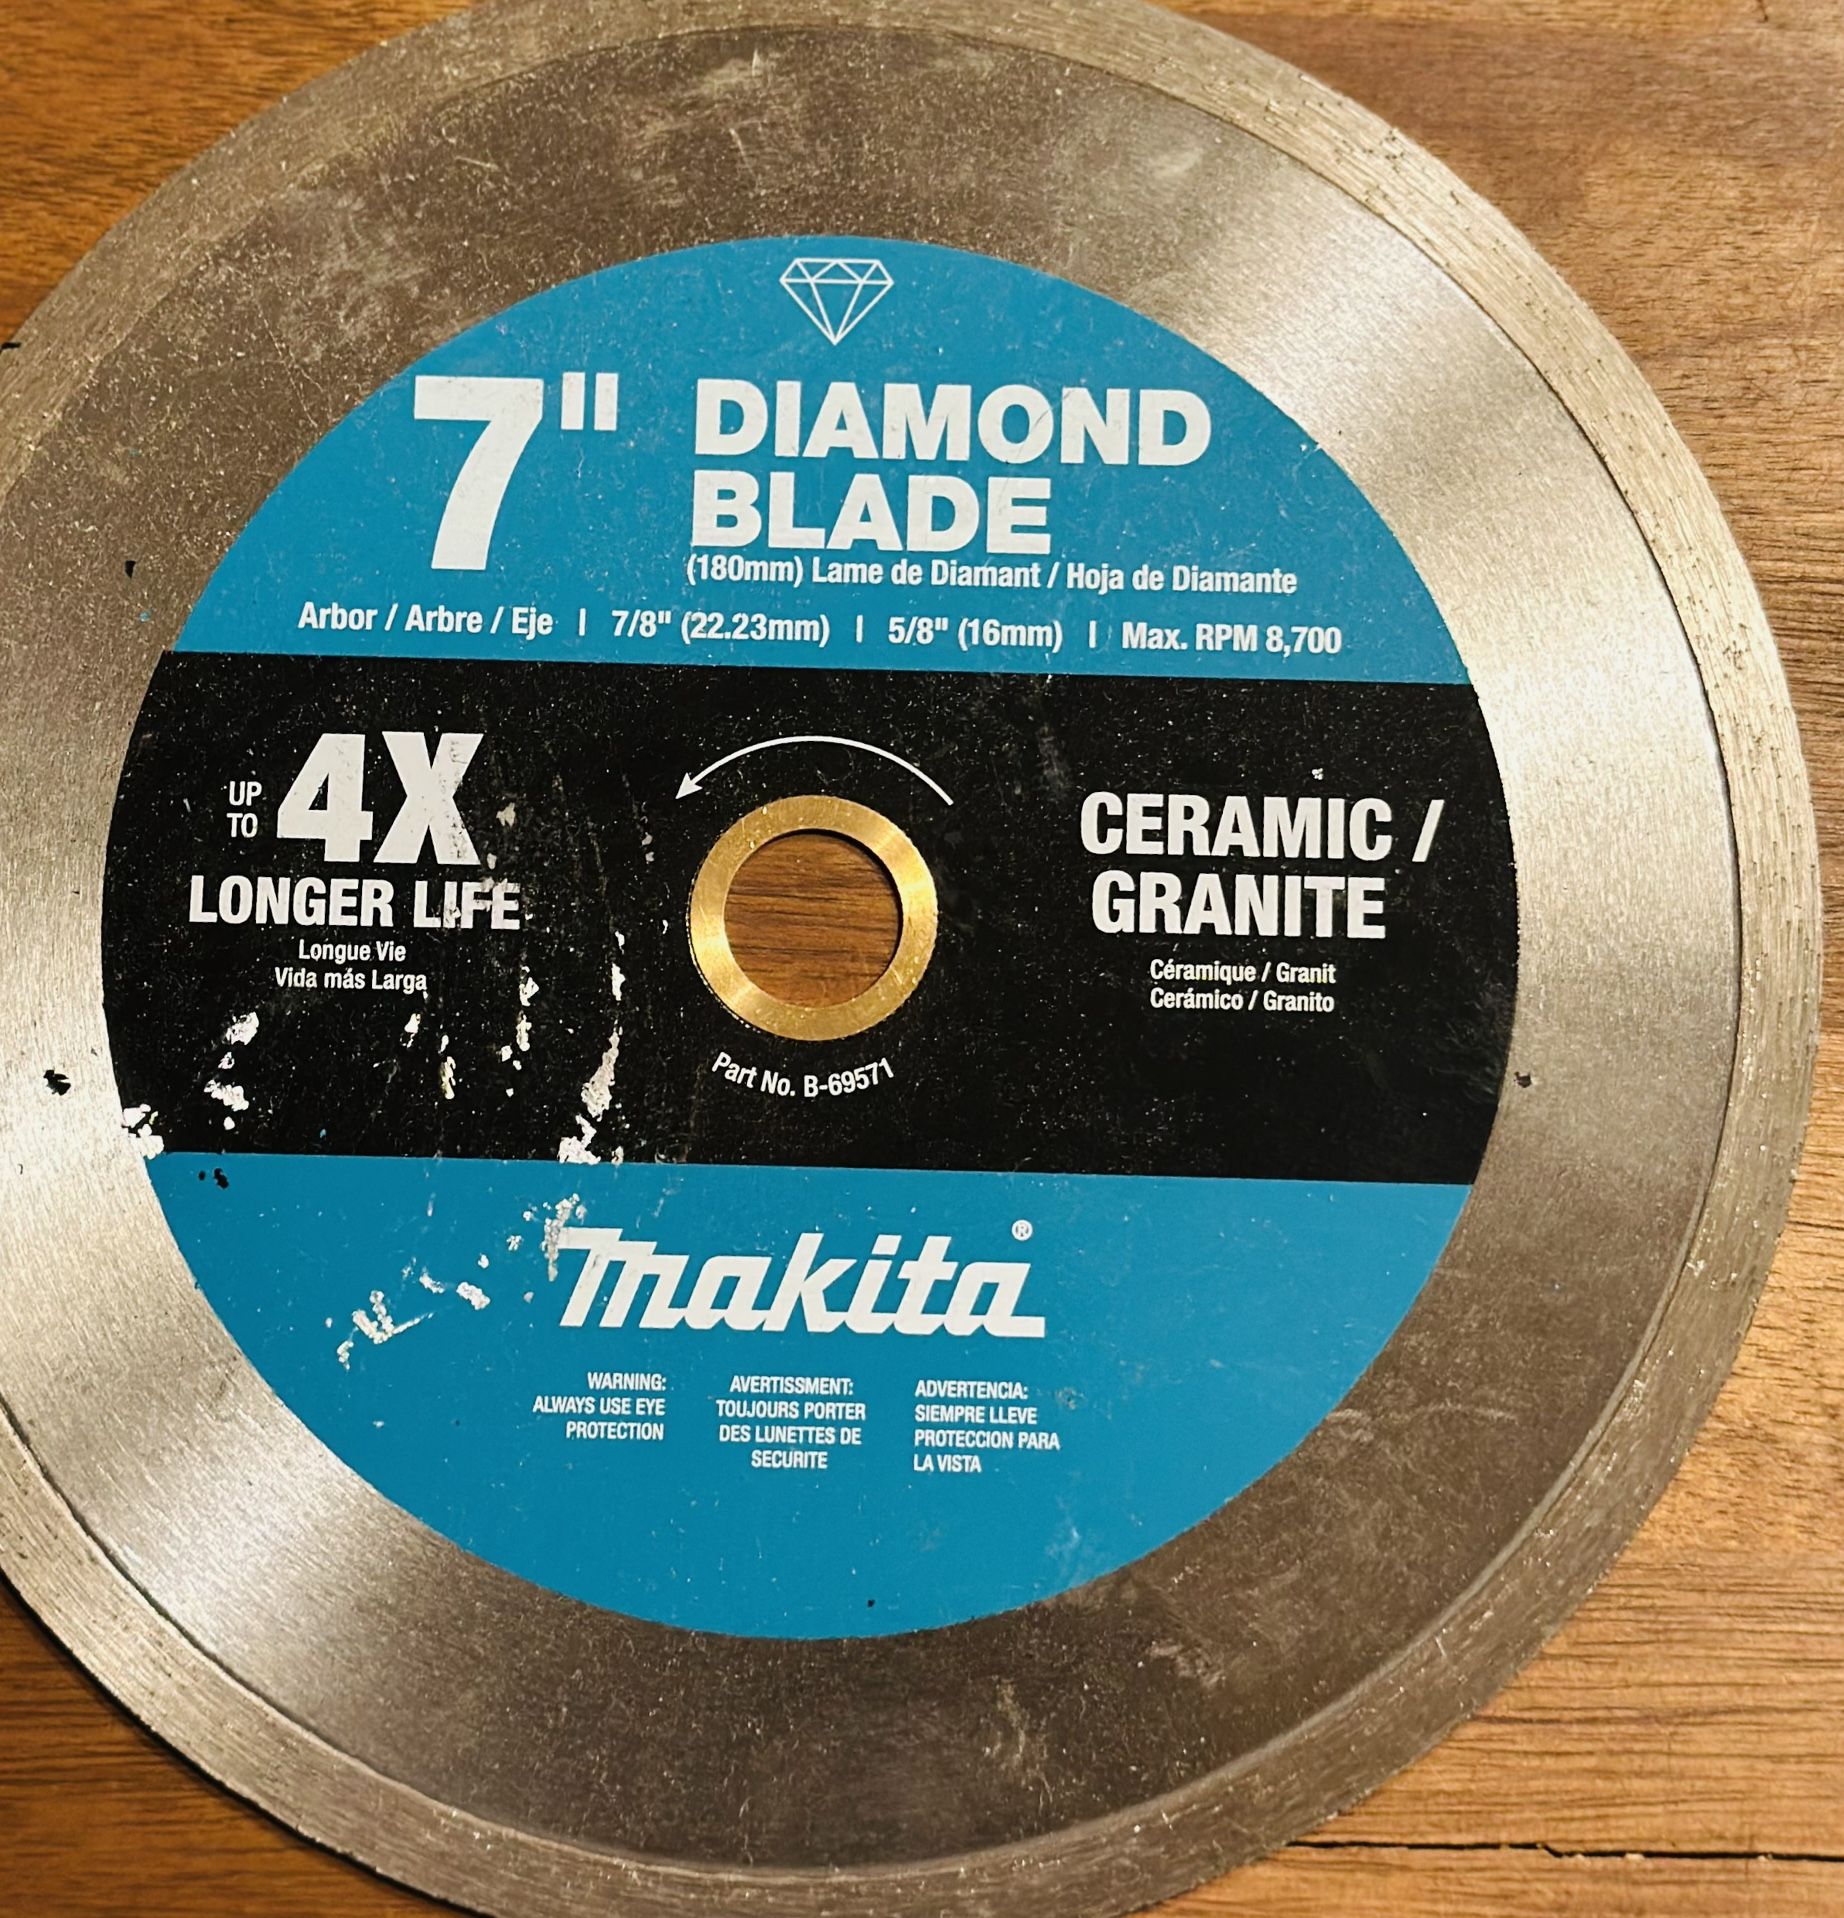 7" DIAMOND
BLADE
(180mm) Lame de Diamant / Hoja de Diamante
Arbor / Arbre / Eje | 7/8" (22.23mm) | 5/8" (16mm) | Max. RPM 8,700
UP
TO
4X
LONGER LIFE
Longue Vie
Vida más Larga
CERAMIC /
GRANITE
Céramique / Granit
Cerámico / Granito
Part No. B-69571
makita®
WARNING:
ALWAYS USE EYE
PROTECTION
AVERTISSMENT:
TOUJOURS PORTER
DES LUNETTES DE
SECURITE
ADVERTENCIA:
SIEMPRE LLEVE
PROTECCION PARA
LA VISTA